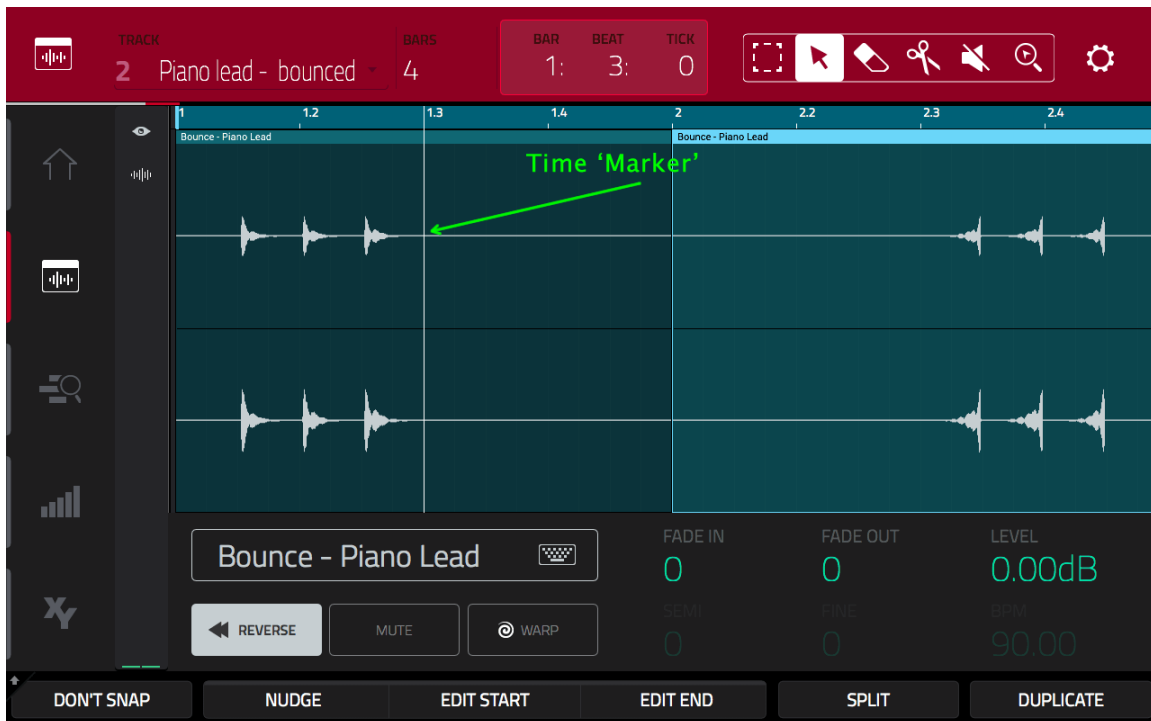 TRACK BARS BAR BEAT TICK
2 Piano lead - bounced 4 1: 3: 0
1 1.2 1.3 1.4 2 2.2 2.3 2.4
Bounce - Piano Lead Bounce - Piano Lead
Time ‘Marker’
Bounce - Piano Lead
FADE IN FADE OUT LEVEL
0 0 0.00dB
REVERSE MUTE WARP
SEMI FINE BPM
0 0 90.00
XY
DON'T SNAP NUDGE EDIT START EDIT END SPLIT DUPLICATE